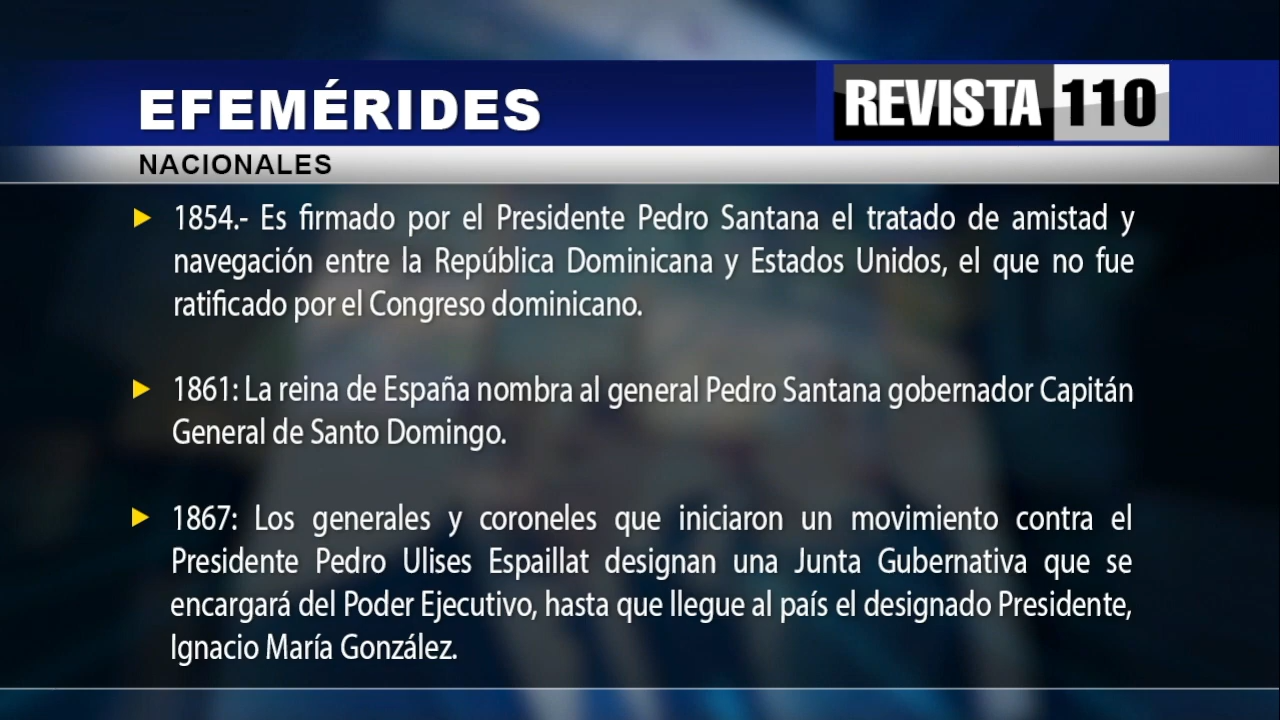 EFEMÉRIDES
REVISTA 110
NACIONALES
1854.- Es firmado por el Presidente Pedro Santana el tratado de amistad y
navegación entre la República Dominicana y Estados Unidos, el que no fue
ratificado por el Congreso dominicano.
1861: La reina de España nombra al general Pedro Santana gobernador Capitán
General de Santo Domingo.
1867: Los generales y coroneles que iniciaron un movimiento contra el
Presidente Pedro Ulises Espaillat designan una Junta Gubernativa que se
encargará del Poder Ejecutivo, hasta que llegue al país el designado Presidente,
Ignacio María González.